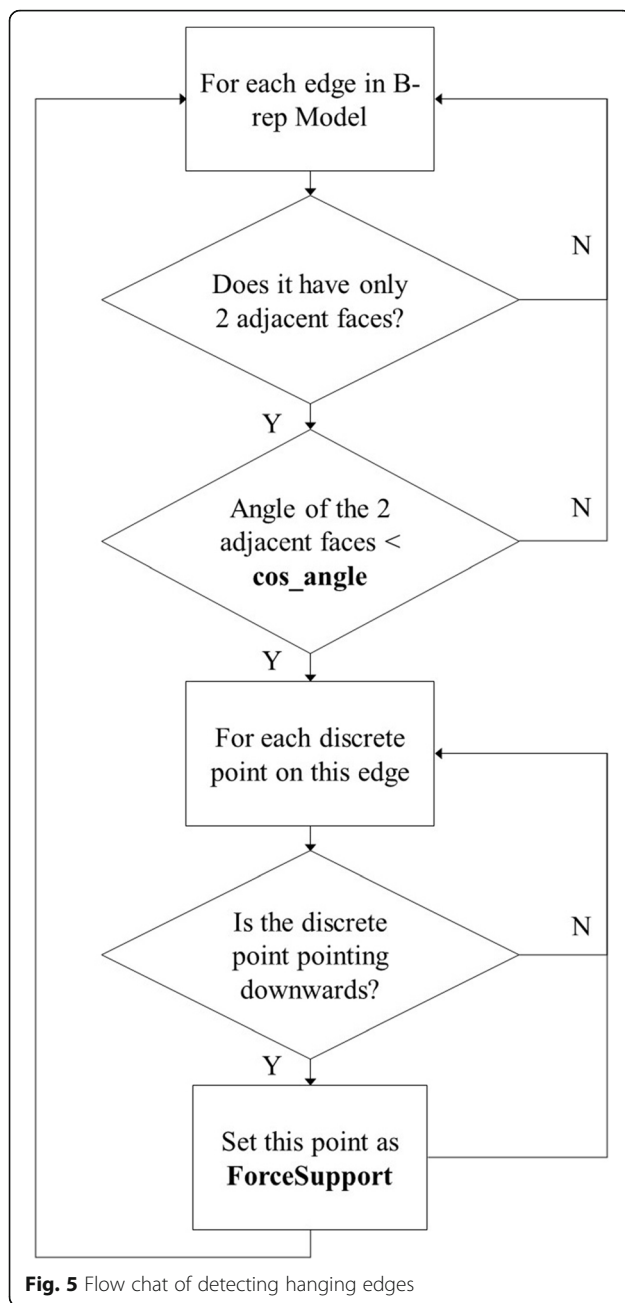 For each edge in B-
rep Model
N
Does it have only
2 adjacent faces?
Y
N
Angle of the 2
adjacent faces <
cos_angle
Y
For each discrete
point on this edge
N
Is the discrete
point pointing
downwards?
Y
Set this point as
ForceSupport
Fig. 5 Flow chat of detecting hanging edges